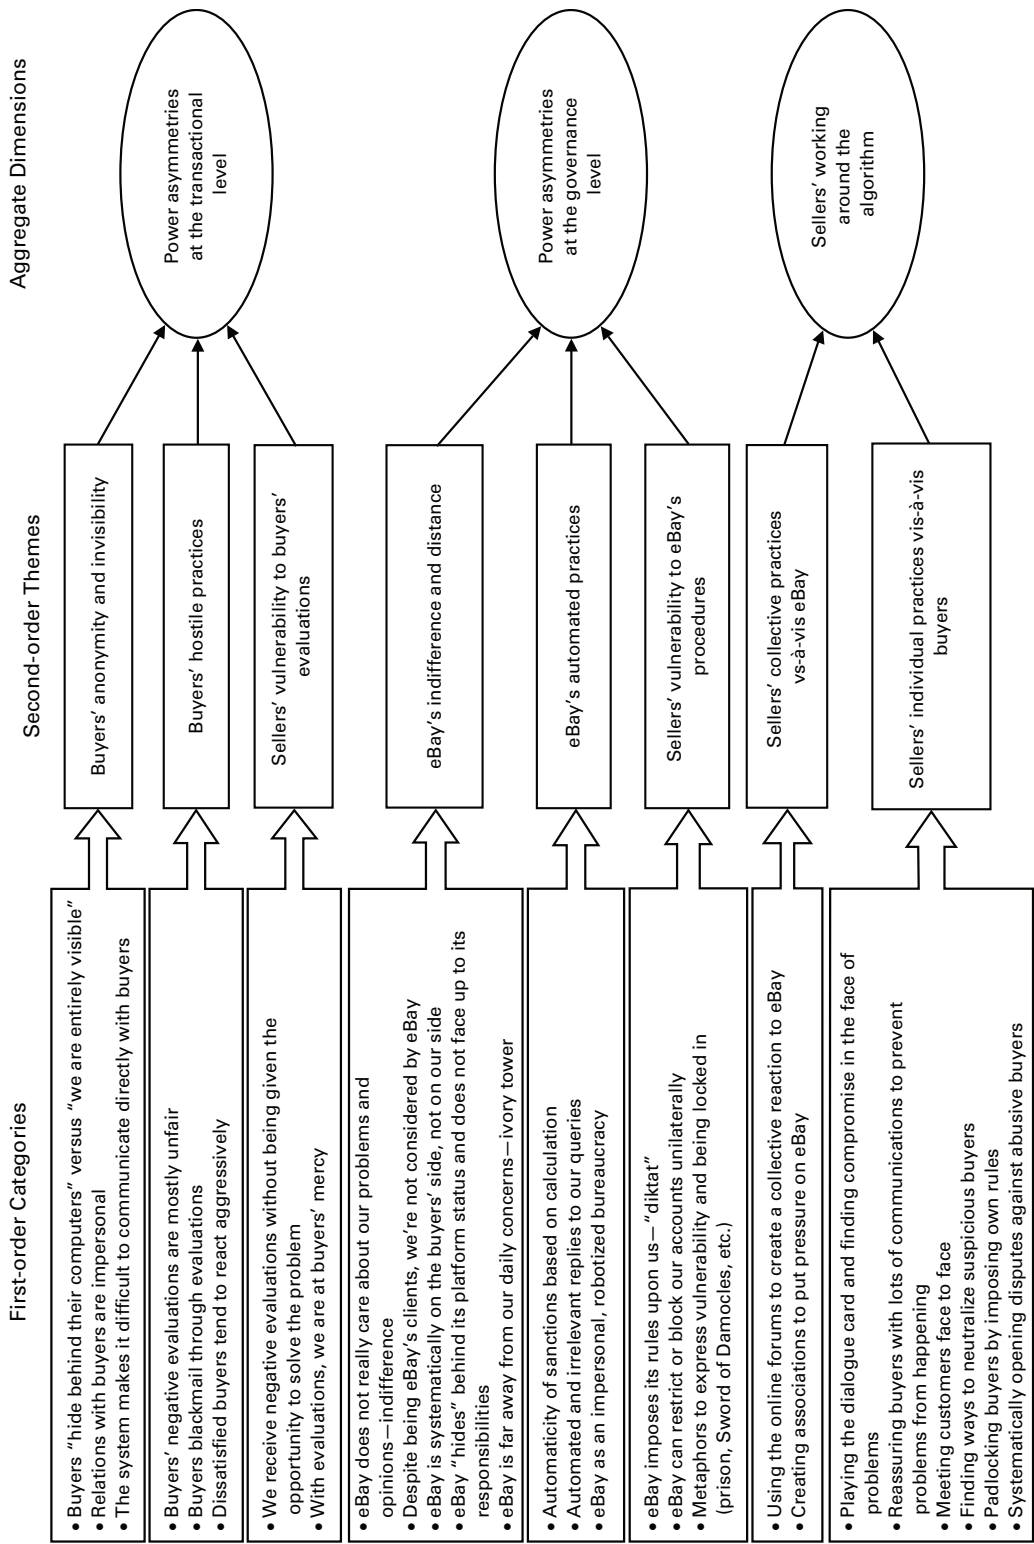 First-order Categories
Second-order Themes
Aggregate Dimensions
• Buyers “hide behind their computers” versus “we are entirely visible”
• Relations with buyers are impersonal
• The system makes it difficult to communicate directly with buyers
Buyers’ anonymity and invisibility
• Buyers’ negative evaluations are mostly unfair
• Buyers blackmail through evaluations
• Dissatisfied buyers tend to react aggressively
Buyers’ hostile practices
• We receive negative evaluations without being given the
opportunity to solve the problem
• With evaluations, we are at buyers’ mercy
Sellers’ vulnerability to buyers’
evaluations
Power asymmetries
at the transactional
level
• eBay does not really care about our problems and
opinions—indifference
• Despite being eBay’s clients, we’re not considered by eBay
• eBay is systematically on the buyers’ side, not on our side
• eBay “hides” behind its platform status and does not face up to its
responsibilities
• eBay is far away from our daily concerns—ivory tower
eBay’s indifference and distance
• Automaticity of sanctions based on calculation
• Automated and irrelevant replies to our queries
• eBay as an impersonal, robotized bureaucracy
eBay’s automated practices
• eBay imposes its rules upon us—“diktat”
• eBay can restrict or block our accounts unilaterally
• Metaphors to express vulnerability and being locked in
(prison, Sword of Damocles, etc.)
Sellers’ vulnerability to eBay’s
procedures
Power asymmetries
at the governance
level
• Using the online forums to create a collective reaction to eBay
• Creating associations to put pressure on eBay
Sellers’ collective practices
vs-à-vis eBay
• Playing the dialogue card and finding compromise in the face of
problems
• Reassuring buyers with lots of communications to prevent
problems from happening
• Meeting customers face to face
• Finding ways to neutralize suspicious buyers
• Padlocking buyers by imposing own rules
• Systematically opening disputes against abusive buyers
Sellers’ individual practices vis-à-vis
buyers
Sellers’ working
around the
algorithm